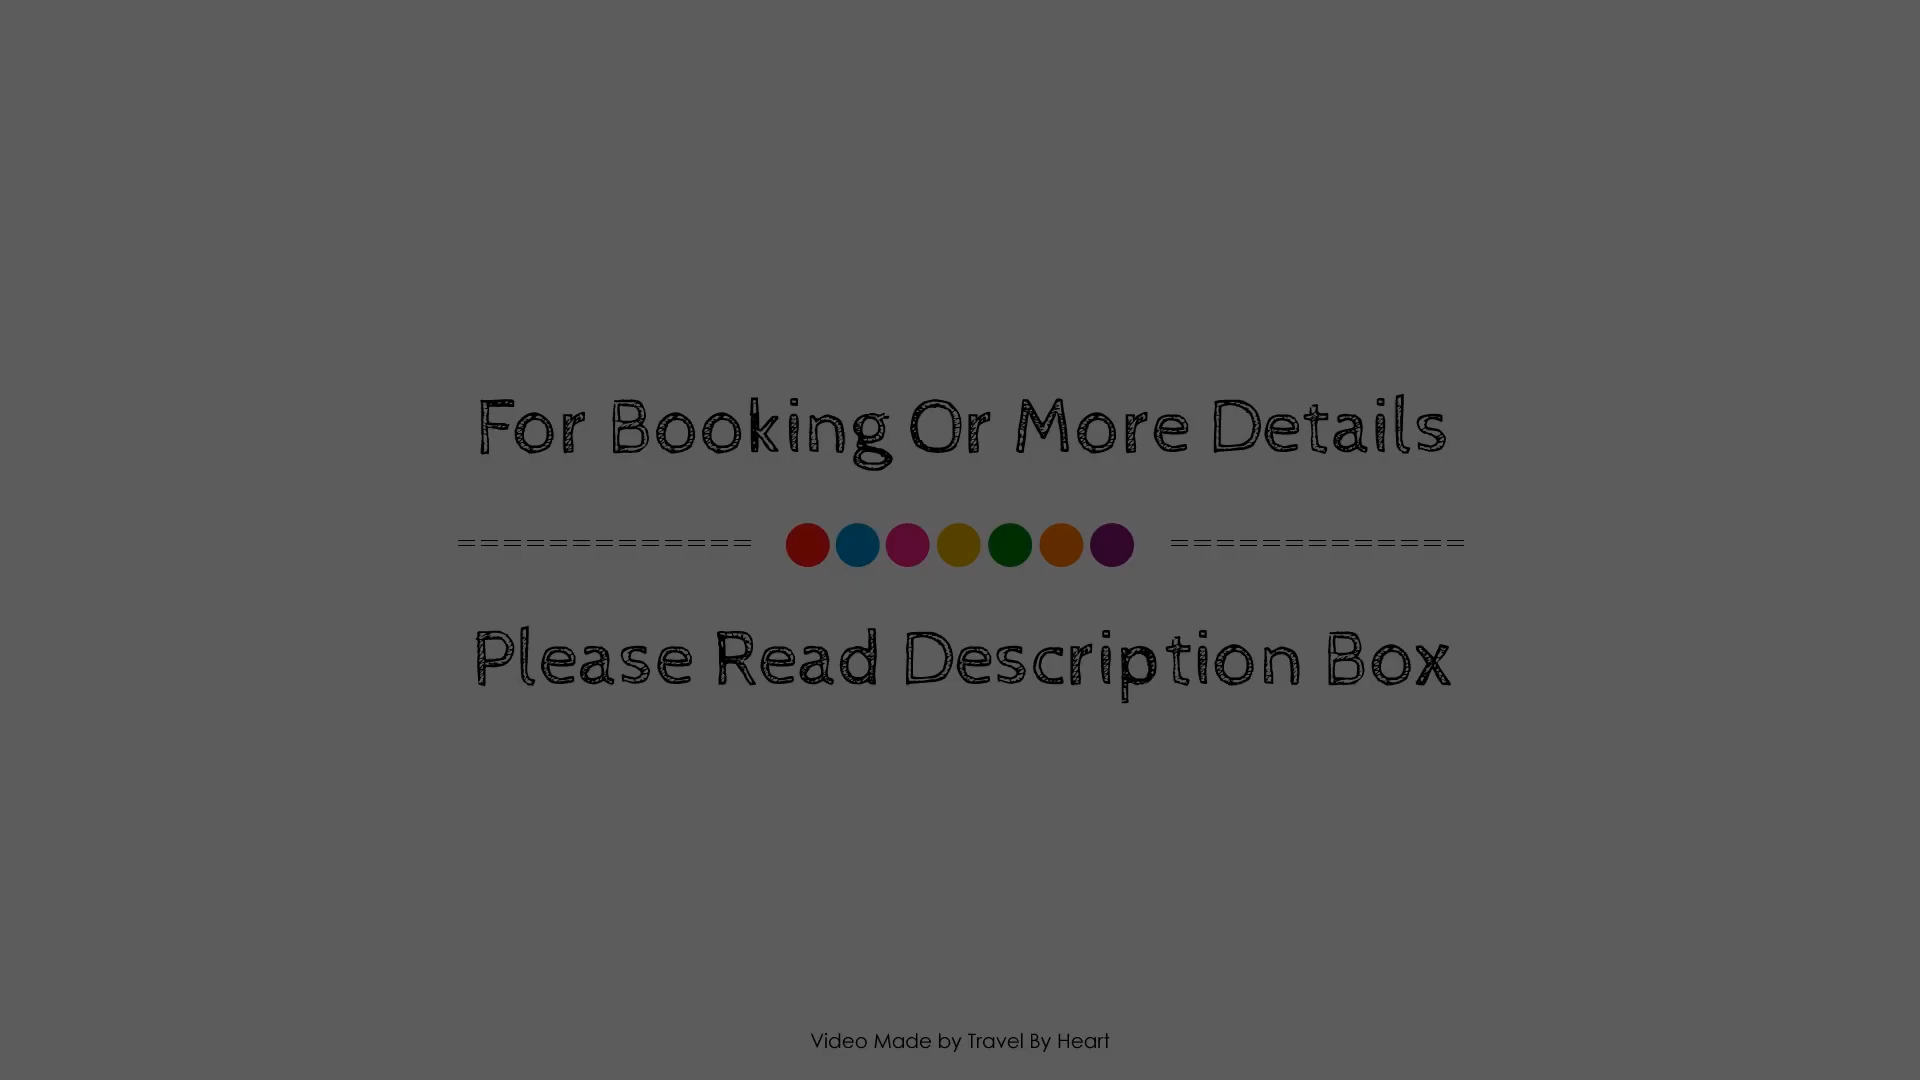 For Booking Or More Details
============= =============
Please Read Description Box
Video Made by Travel By Heart